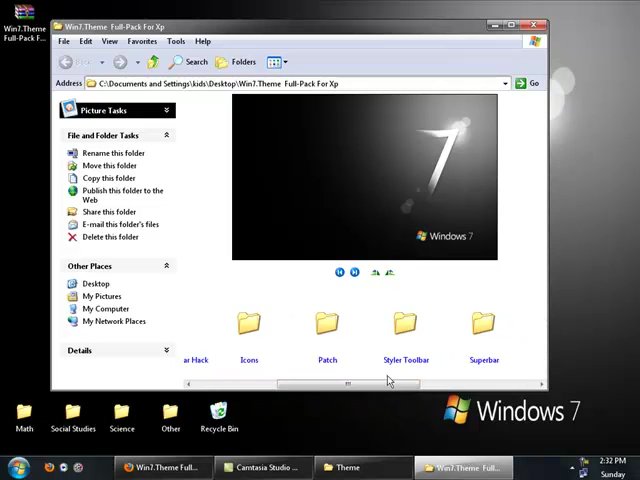 Win7.Theme
Full-Pack F...
Win7.Theme Full-Pack For Xp
File Edit View Favorites Tools Help
Back Search Folders
Address C:\Documents and Settings\kids\Desktop\Win7.Theme Full-Pack For Xp Go
Picture Tasks
File and Folder Tasks
Rename this folder
Move this folder
Copy this folder
Publish this folder to the
Web
Share this folder
E-mail this folder's files
Delete this folder
Other Places
Desktop
My Pictures
My Computer
My Network Places
Details
7
Windows 7
ar Hack Icons Patch Styler Toolbar Superbar
Math Social Studies Science Other Recycle Bin
Windows 7
Win7.Theme Full... Camtasia Studio ... Theme Win7.Theme Full...
2:32 PM
Sunday